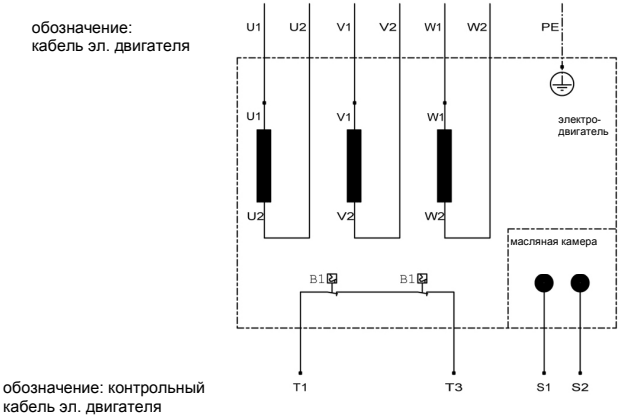 обозначение:
кабель эл. двигателя
U1 U2 V1 V2 W1 W2 PE
электро-
двигатель
U1 V1 W1
U2 V2 W2
масляная камера
B1 B1
T1 T3 S1 S2
обозначение: контрольный
кабель эл. двигателя